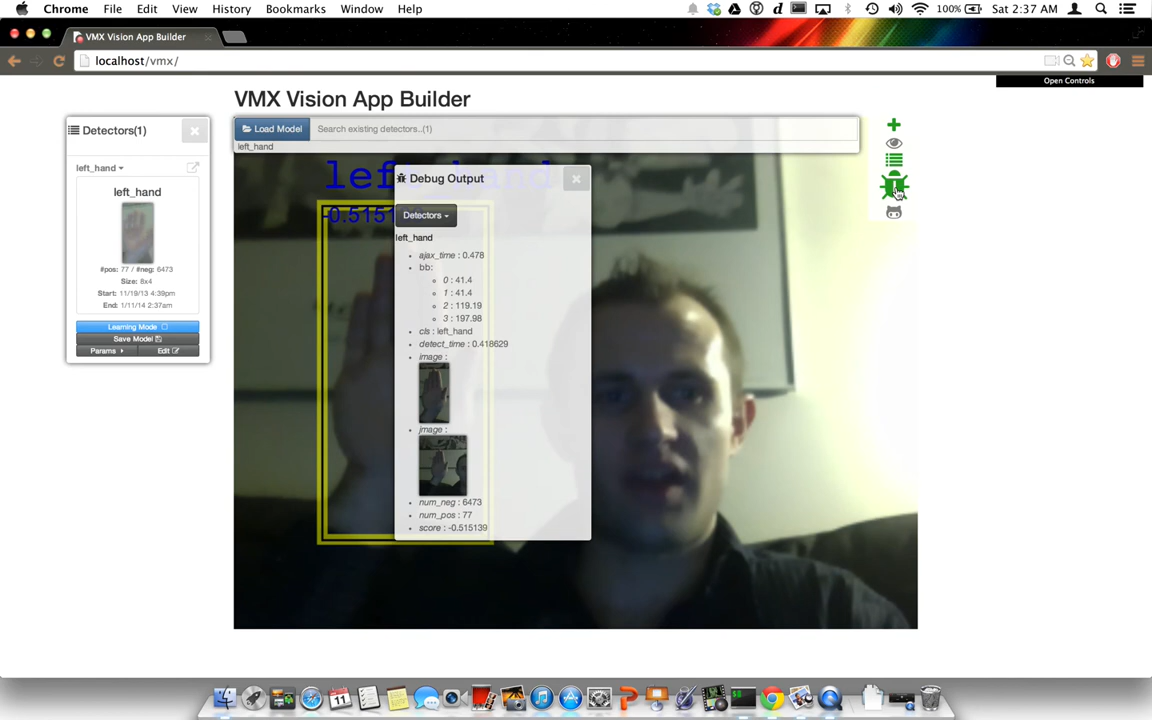 Chrome File Edit View History Bookmarks Window Help
100% Sat 2:37 AM
VMX Vision App Builder
localhost/vmx/
Open Controls
VMX Vision App Builder
Detectors(1)
left_hand
left_hand
#pos: 77 / #neg: 6473
Size: 8x4
Start: 11/19/13 4:39pm
End: 1/11/14 2:37am
Learning Mode
Save Model
Params
Edit
Load Model
Search existing detectors..(1)
left_hand
left_hand
-0.515
Debug Output
Detectors
left_hand
ajax_time : 0.478
bb:
0 : 41.4
1 : 41.4
2 : 119.19
3 : 197.98
cls : left_hand
detect_time : 0.418629
image :
jmage :
num_neg : 6473
num_pos : 77
score : -0.515139